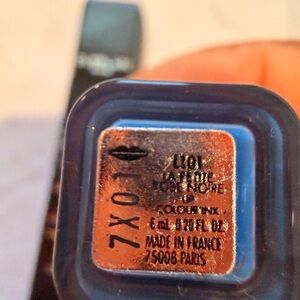 L101
LA PETITE
ROBE NOIRE
LIP
COLOUR'INK
6 mL 0.20 FL. OZ.
MADE IN FRANCE
75008 PARIS
7X01